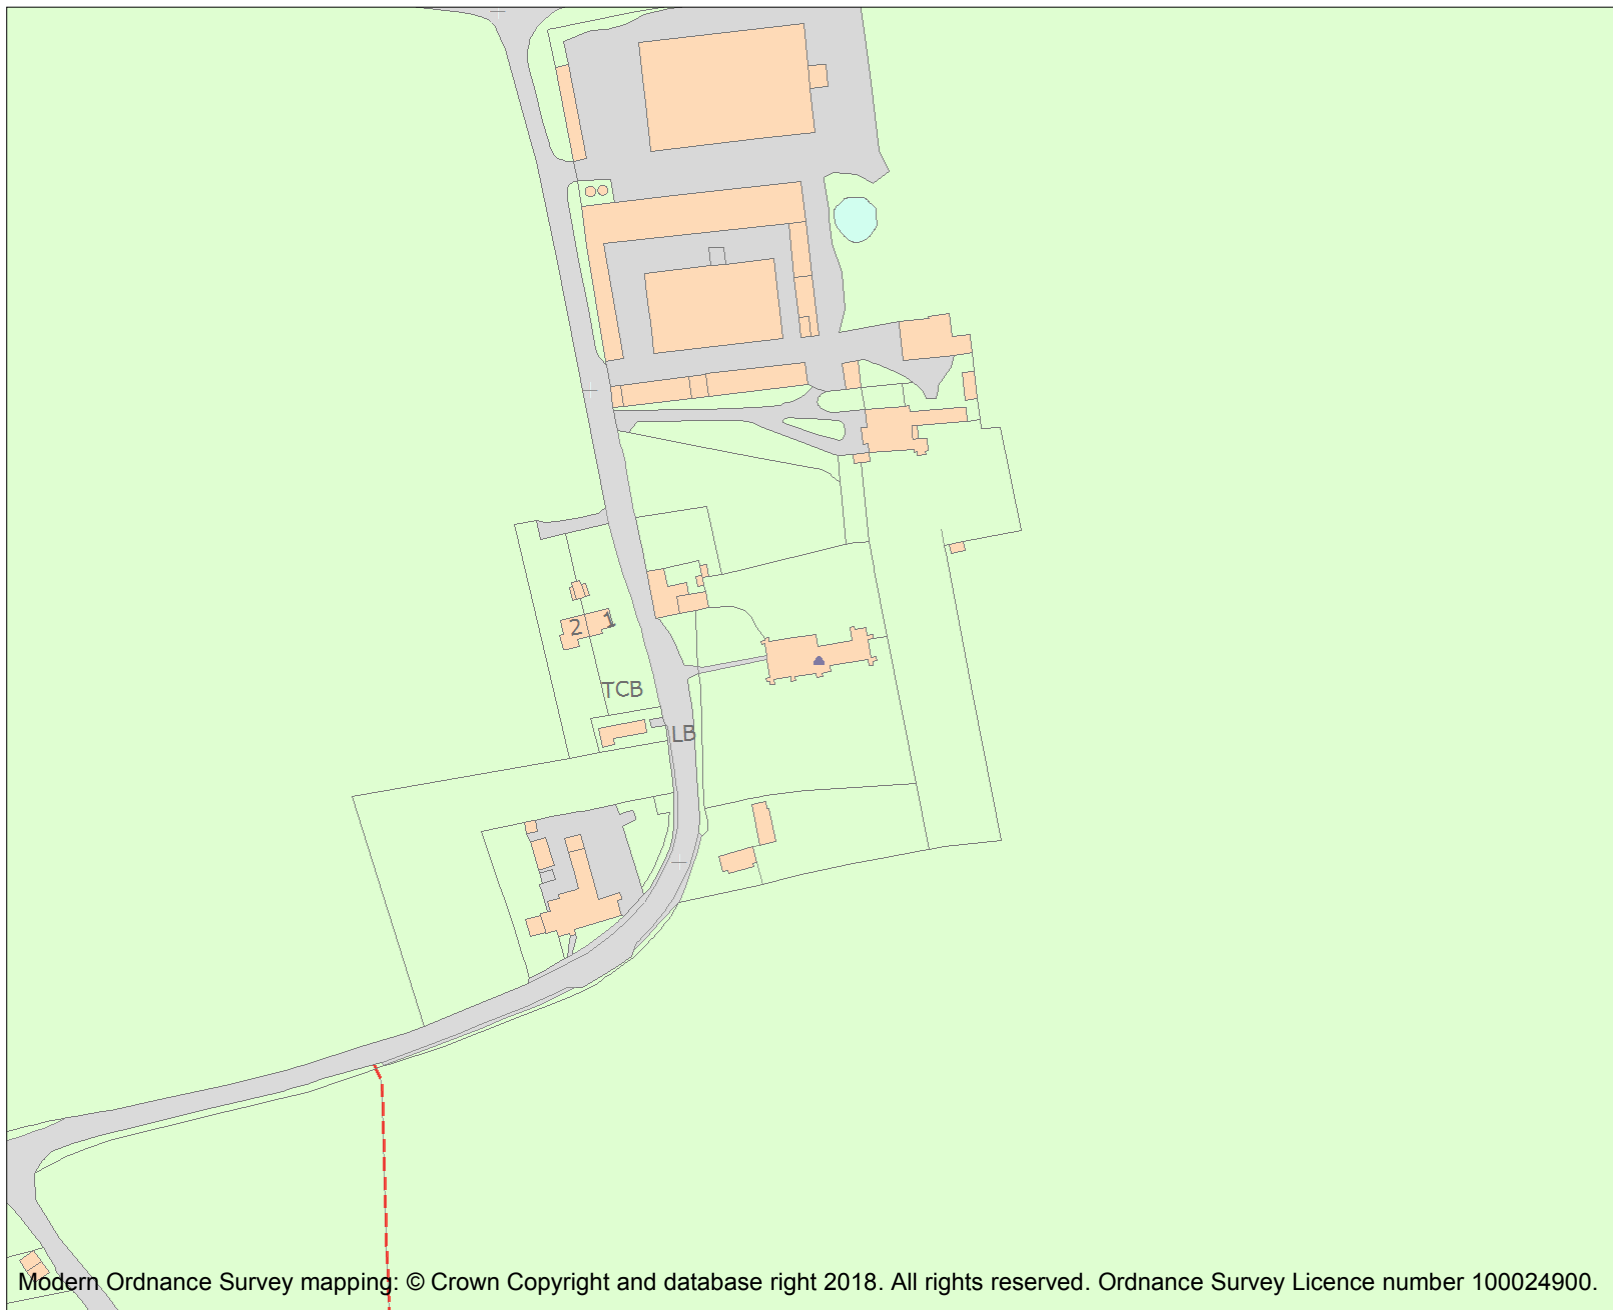 2 1
TCB
LB
Modern Ordnance Survey mapping: © Crown Copyright and database right 2018. All rights reserved. Ordnance Survey Licence number 100024900.